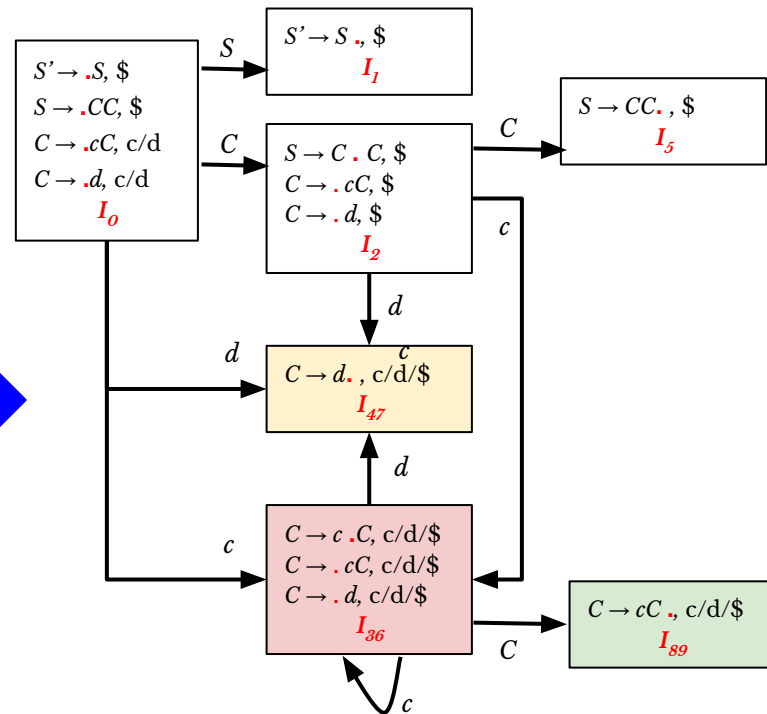 S’ → .S, $
S → .CC, $
C → .cC, c/d
C → .d, c/d
I0
S
S’ → S ., $
I1
C
S → C . C, $
C → . cC, $
C → . d, $
I2
C
S → CC. , $
I5
c
d
d
c
C → d. , c/d/$
I47
d
c
C → c .C, c/d/$
C → . cC, c/d/$
C → . d, c/d/$
I36
C
C → cC ., c/d/$
I89
c